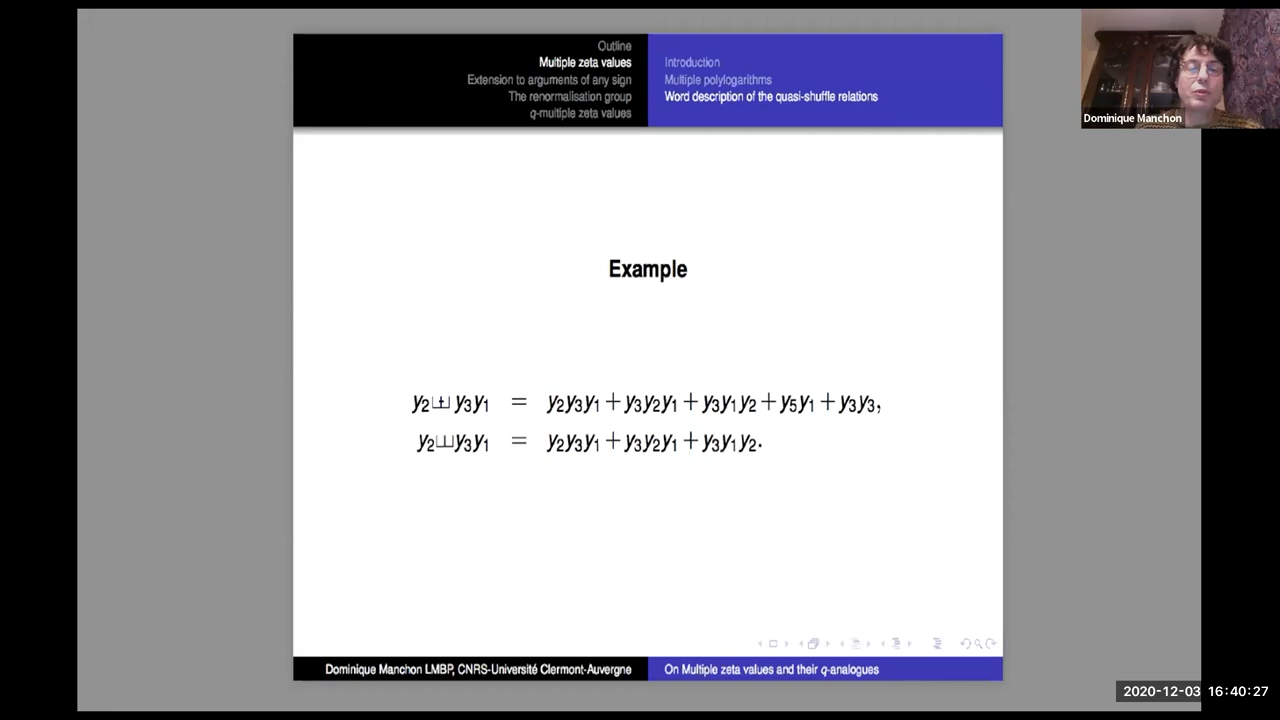 Outline
Multiple zeta values
Extension to arguments of any sign
The renormalisation group
q-multiple zeta values
Introduction
Multiple polylogarithms
Word description of the quasi-shuffle relations
Dominique Manchon
Example
y₂ ⧢ y₃y₁ = y₂y₃y₁ + y₃y₂y₁ + y₃y₁y₂ + y₅y₁ + y₃y₃,
y₂ ⧢ y₃y₁ = y₂y₃y₁ + y₃y₂y₁ + y₃y₁y₂.
Dominique Manchon LMBP, CNRS-Université Clermont-Auvergne
On Multiple zeta values and their q-analogues
2020-12-03 16:40:27